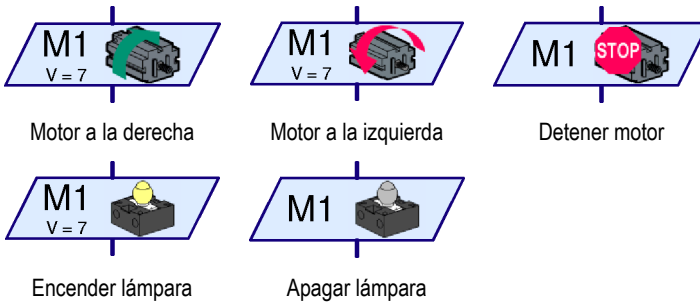 M1
V = 7
M1
V = 7
M1
STOP
Motor a la derecha
Motor a la izquierda
Detener motor
M1
V = 7
M1
Encender lámpara
Apagar lámpara